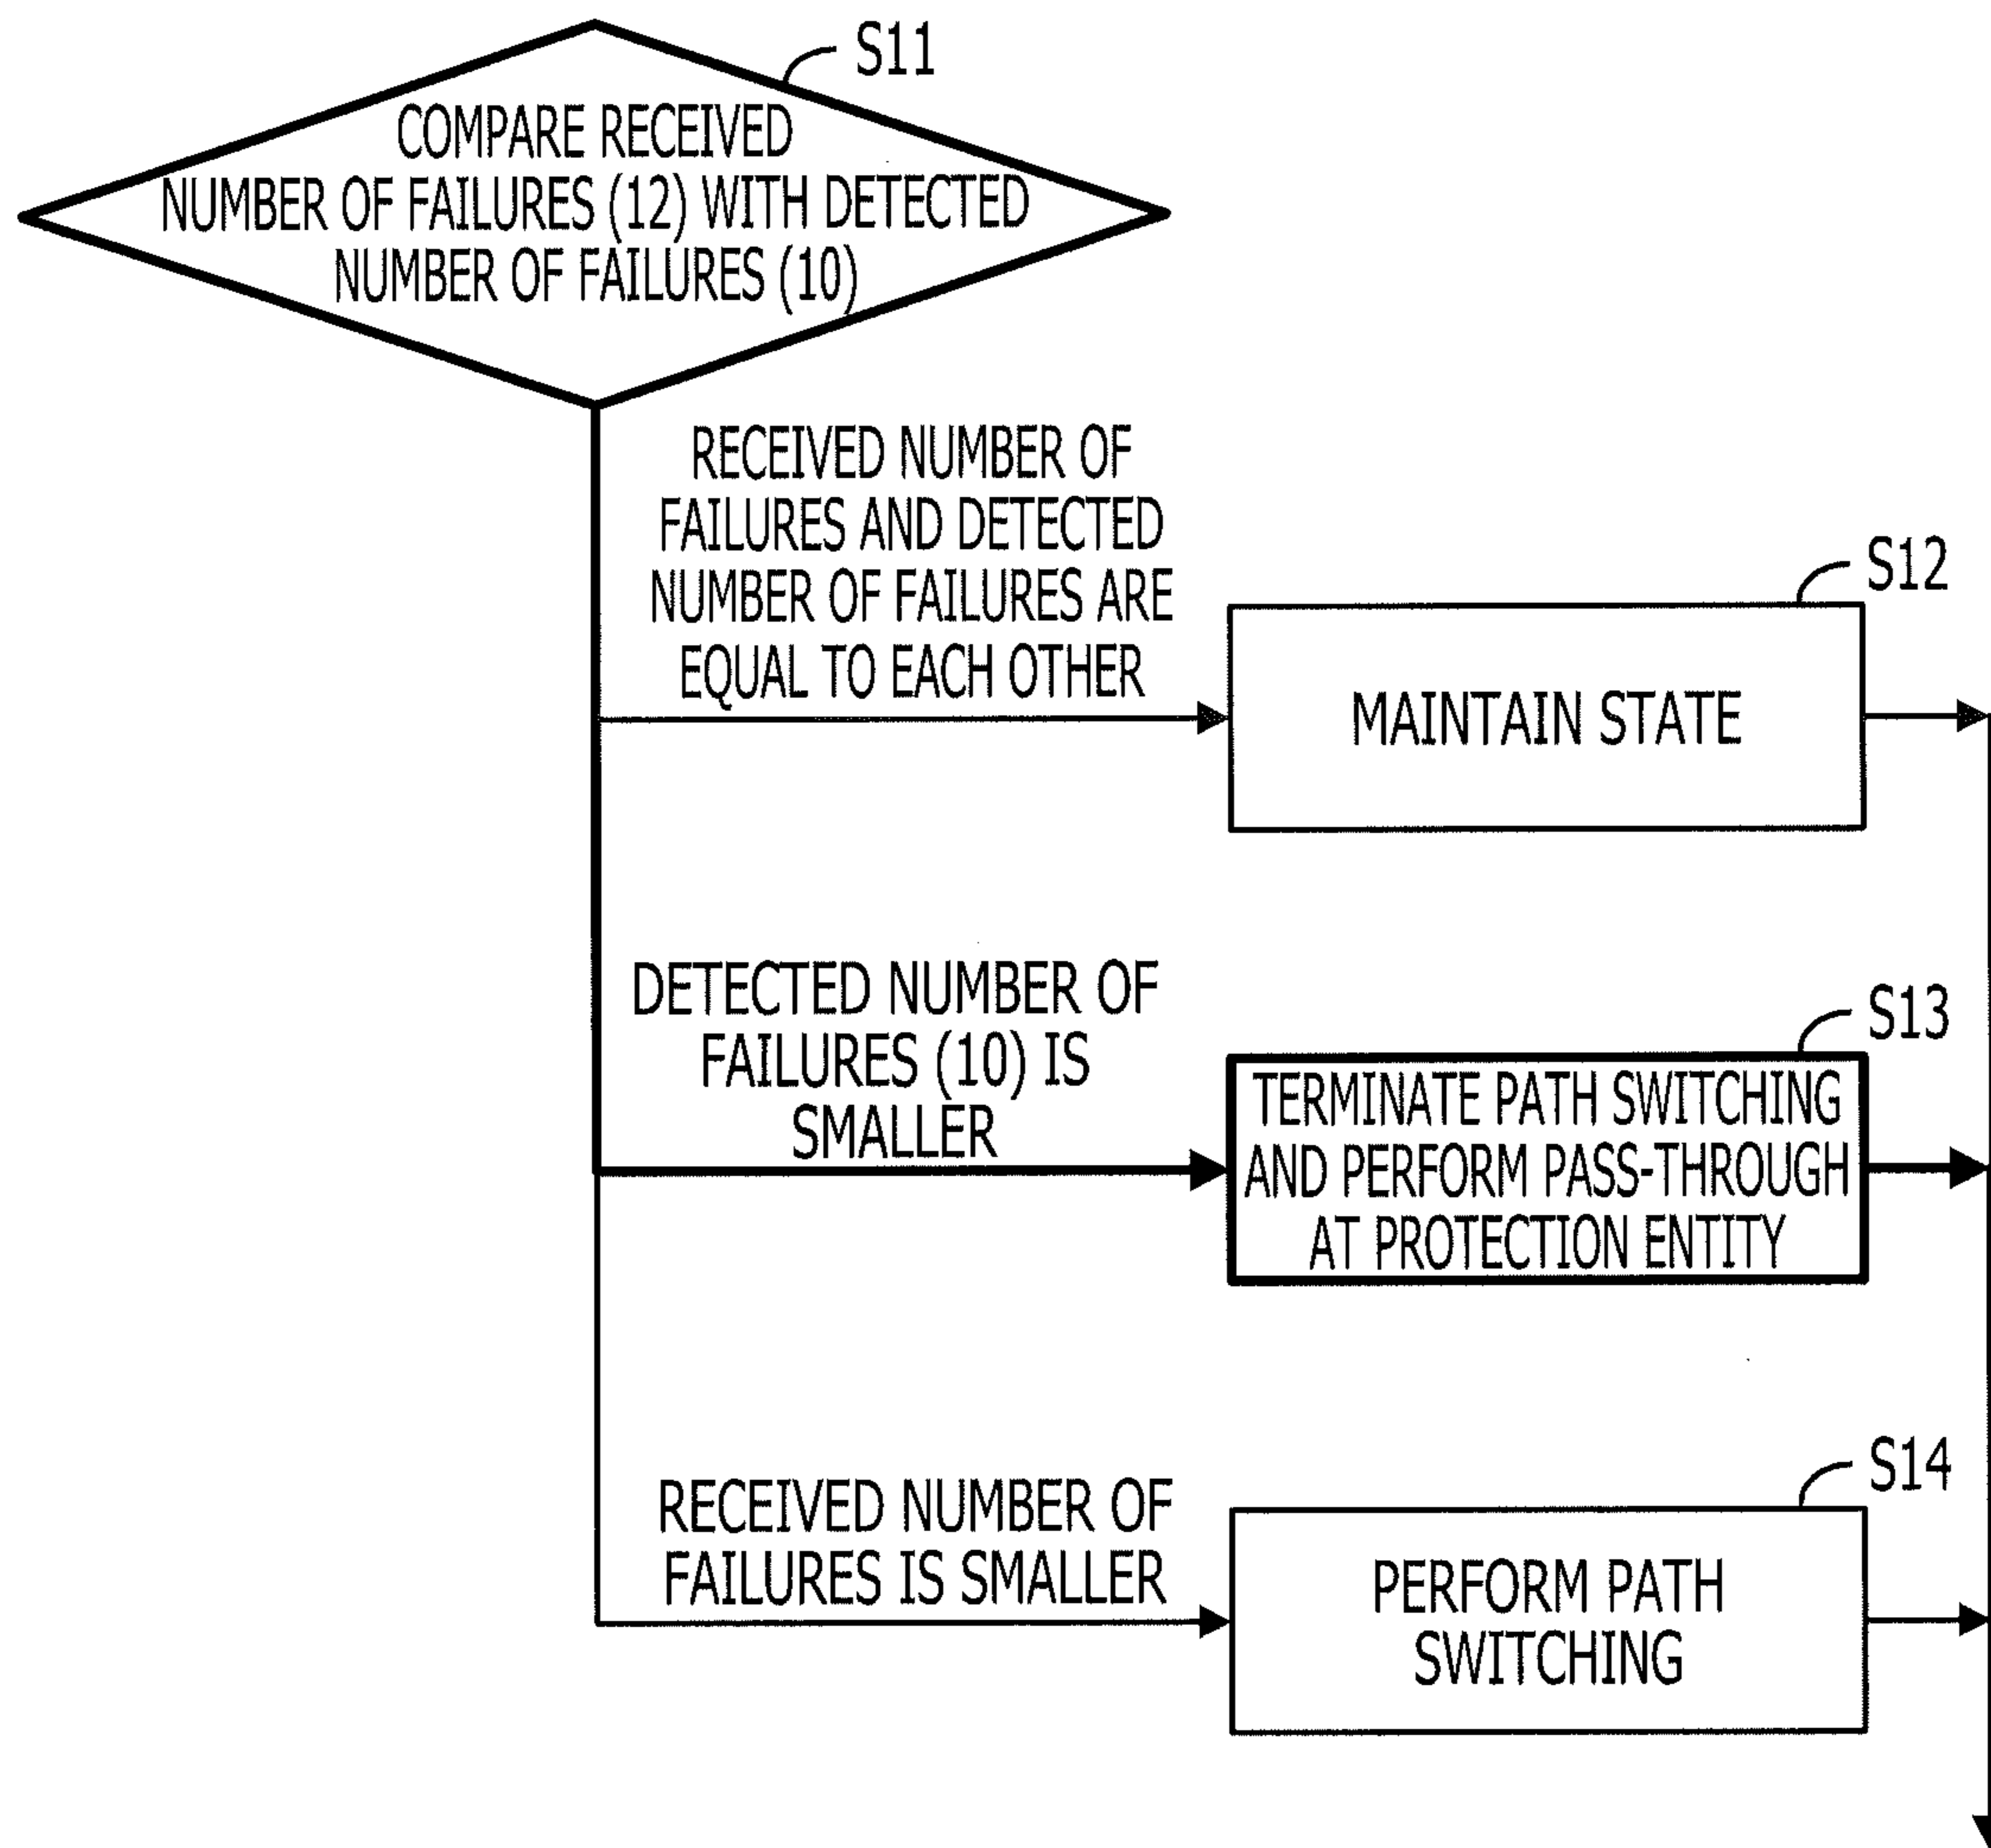 S11
COMPARE RECEIVED
NUMBER OF FAILURES (12) WITH DETECTED
NUMBER OF FAILURES (10)
RECEIVED NUMBER OF
FAILURES AND DETECTED
NUMBER OF FAILURES ARE
EQUAL TO EACH OTHER
S12
MAINTAIN STATE
DETECTED NUMBER OF
FAILURES (10) IS
SMALLER
S13
TERMINATE PATH SWITCHING
AND PERFORM PASS-THROUGH
AT PROTECTION ENTITY
RECEIVED NUMBER OF
FAILURES IS SMALLER
S14
PERFORM PATH
SWITCHING